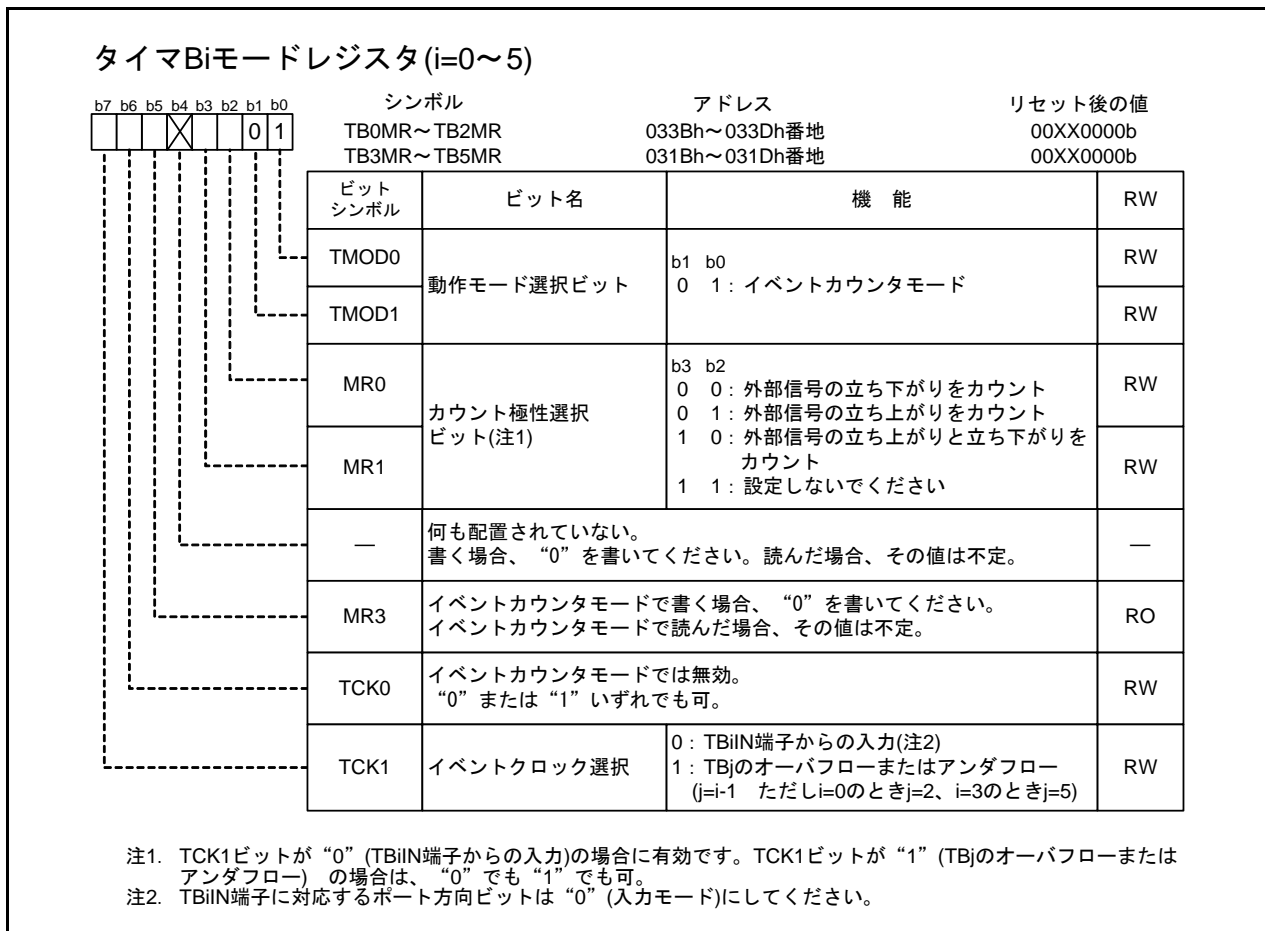 タイマBiモードレジスタ(i=0～5)
b7 b6 b5 b4 b3 b2 b1 b0
0 1
シンボル アドレス リセット後の値
TB0MR～TB2MR 033Bh～033Dh番地 00XX0000b
TB3MR～TB5MR 031Bh～031Dh番地 00XX0000b
ビット
シンボル
ビット名
機 能
RW
TMOD0
TMOD1
動作モード選択ビット
b1 b0
0 1：イベントカウンタモード
RW
RW
MR0
MR1
カウント極性選択
ビット(注1)
b3 b2
0 0：外部信号の立ち下がりをカウント
0 1：外部信号の立ち上がりをカウント
1 0：外部信号の立ち上がりと立ち下がりを
カウント
1 1：設定しないでください
RW
RW
―
何も配置されていない。
書く場合、“0”を書いてください。読んだ場合、その値は不定。
―
MR3
イベントカウンタモードで書く場合、“0”を書いてください。
イベントカウンタモードで読んだ場合、その値は不定。
RO
TCK0
イベントカウンタモードでは無効。
“0”または“1”いずれでも可。
RW
TCK1
イベントクロック選択
0：TBiIN端子からの入力(注2)
1：TBjのオーバフローまたはアンダフロー
(j=i-1 ただしi=0のときj=2、i=3のときj=5)
RW
注1. TCK1ビットが“0”(TBiIN端子からの入力)の場合に有効です。TCK1ビットが“1”(TBjのオーバフローまたは
アンダフロー) の場合は、“0”でも“1”でも可。
注2. TBiIN端子に対応するポート方向ビットは“0”(入力モード)にしてください。